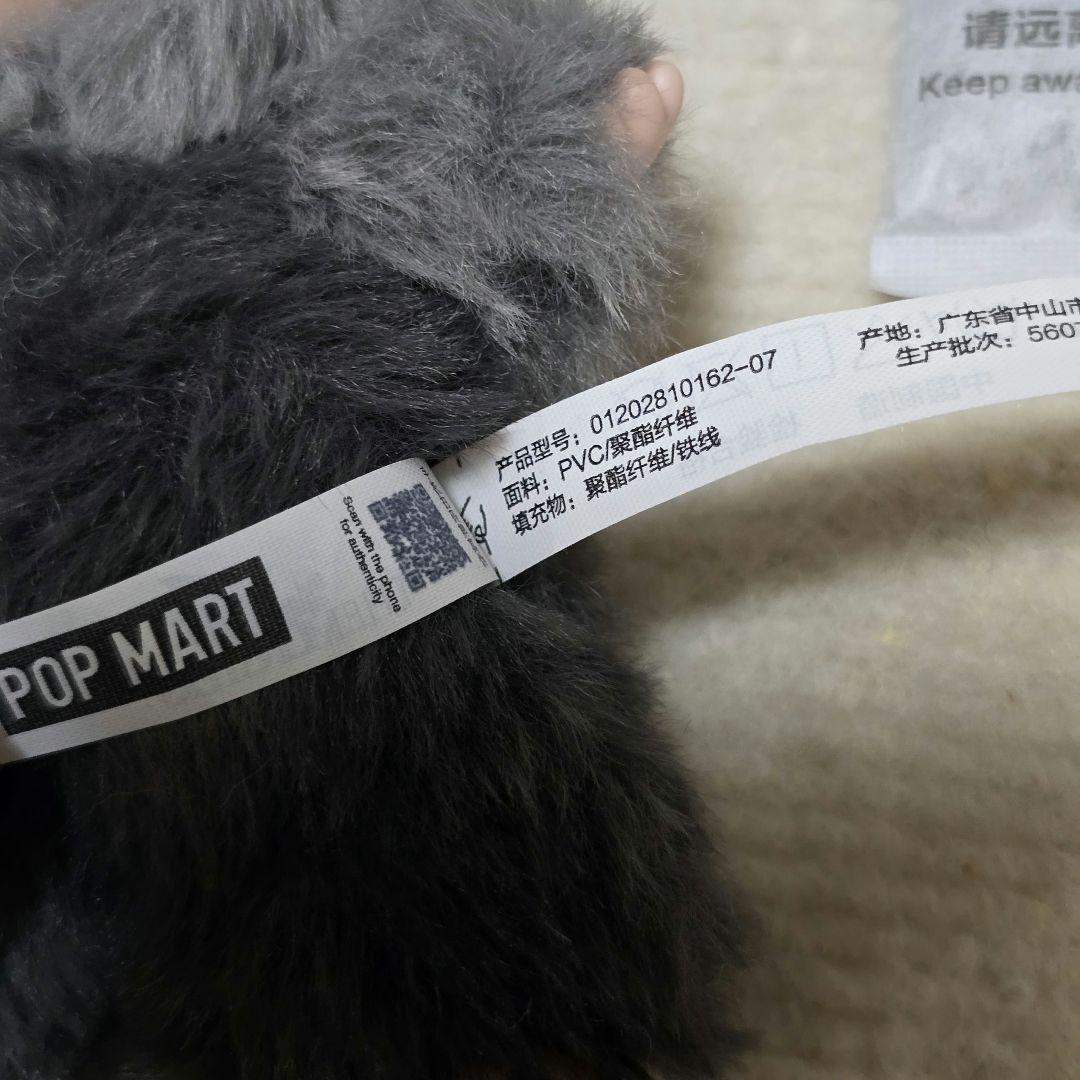 请远离
Keep awa
产品型号：01202810162-07
面料：PVC/聚酯纤维
填充物：聚酯纤维/铁线
产地：广东省中山市
生产批次：5607
Scan with the phone
for authenticity
POP MART